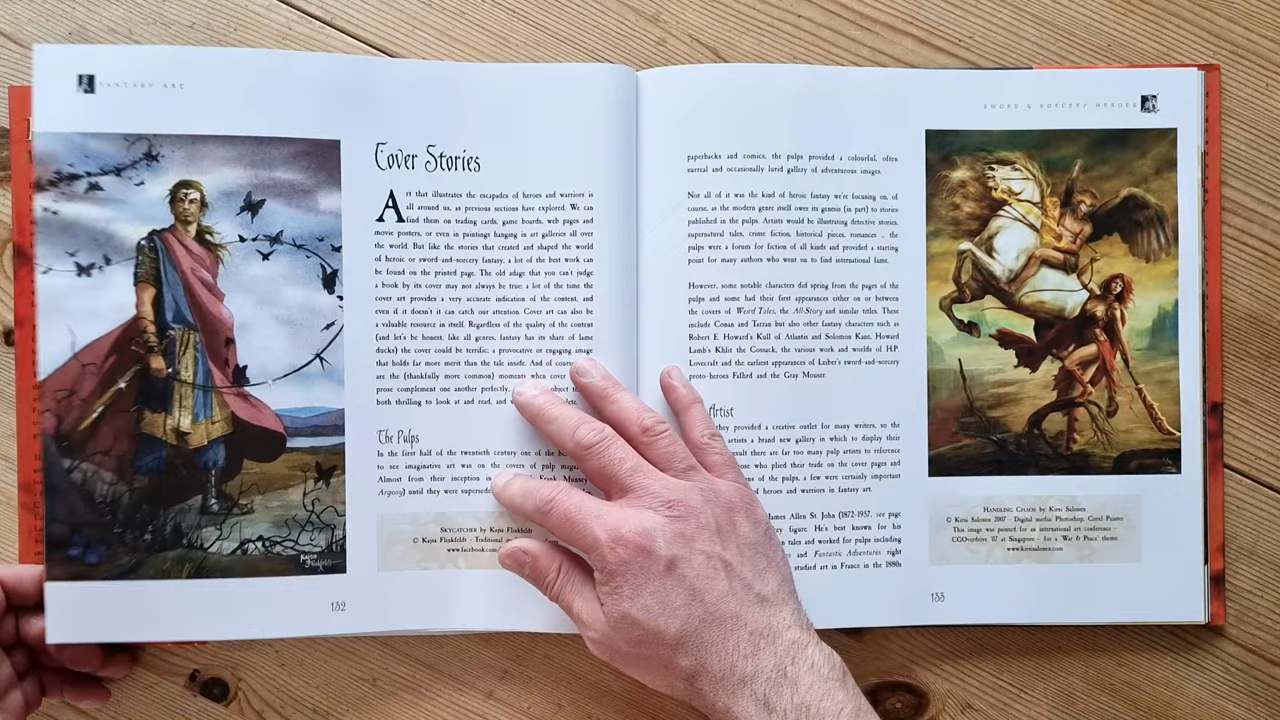 FANTASY ART
Cover Stories
Art that illustrates the escapades of heroes and warriors is
all around us, as previous sections have explored. We can
find them on trading cards, game boards, web pages and
movie posters, or even in paintings hanging in art galleries all over
the world. But like the stories that created and shaped the world
of heroic or sword-and-sorcery fantasy, a lot of the best work can
be found on the printed page. The old adage that you can't judge
a book by its cover may not always be true; a lot of the time the
cover art provides a very accurate indication of the content, and
even if it doesn't it can catch our attention. Cover art can also be
a valuable resource in itself. Regardless of the quality of the content
(and let's be honest, like all genres, fantasy has its share of lame
ducks) the cover could be terrific; a provocative or engaging image
that holds far more merit than the tale inside. And of course
are the (thankfully more common) moments when cover
prose complement one another perfectly, object
both thrilling to look at and read, and
The Pulps
In the first half of the twentieth century one of the
to see imaginative art was on the covers of pulp
Almost from their inception in Frank Munsey
Argosy) until they were superseded
SKYCATCHER by Kajsa Flinkfeldt
© Kajsa Flinkfeldt - Traditional
www.facebook.com/
Kajsa
Flinkfeldt
132
SWORD & SORCERY HEROES
paperbacks and comics, the pulps provided a colourful, often
surreal and occasionally lurid gallery of adventurous images.
Not all of it was the kind of heroic fantasy we're focusing on, of
course, as the modern genre itself owes its genesis (in part) to stories
published in the pulps. Artists would be illustrating detective stories,
supernatural tales, crime fiction, historical pieces, romances ... the
pulps were a forum for fiction of all kinds and provided a starting
point for many authors who went on to find international fame.
However, some notable characters did spring from the pages of the
pulps and some had their first appearances either on or between
the covers of Weird Tales, the All-Story and similar titles. These
include Conan and Tarzan but also other fantasy characters such as
Robert E. Howard's Kull of Atlantis and Solomon Kane, Howard
Lamb's Khlit the Cossack, the various work and worlds of H.P.
Lovecraft and the earliest appearances of Leiber's sword-and-sorcery
proto-heroes Fafhrd and the Gray Mouser.
Artist
they provided a creative outlet for many writers, so the
artists a brand new gallery in which to display their
result there are far too many pulp artists to reference
those who plied their trade on the cover pages and
of the pulps, a few were certainly important
of heroes and warriors in fantasy art.
James Allen St. John (1872-1957, see page
key figure. He's best known for his
tales and worked for pulps including
and Fantastic Adventures right
studied art in France in the 1880s
HANDLING CHAOS by Kirsi Salonen
© Kirsi Salonen 2007 - Digital media: Photoshop, Corel Painter
This image was painted for an international art conference -
CGOverdrive '07 at Singapore - for a 'War & Peace' theme.
www.kirsisalonen.com
133